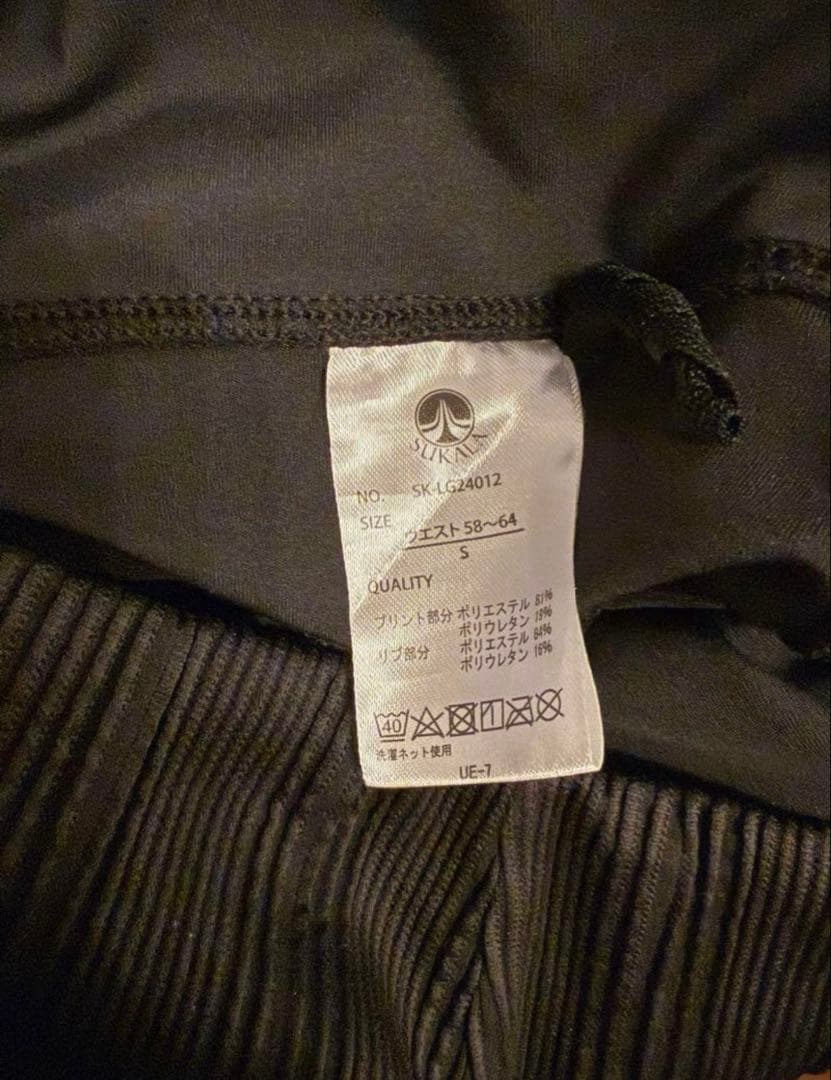 SUKALA
NO. SK-LG24012
SIZE ウエスト 58～64
S
QUALITY
プリント部分 ポリエステル 81%
ポリウレタン 19%
リブ部分 ポリエステル 84%
ポリウレタン 16%
40
洗濯ネット使用
UE-7